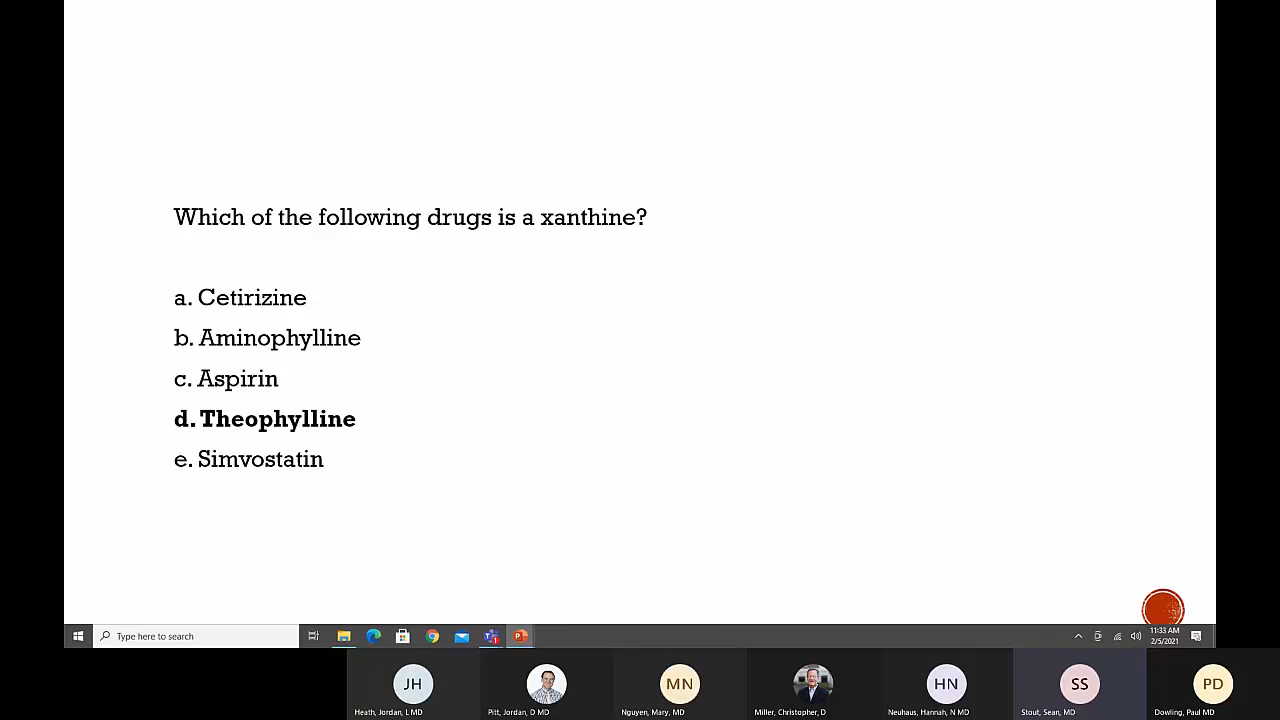 Which of the following drugs is a xanthine?
a. Cetirizine
b. Aminophylline
c. Aspirin
d. Theophylline
e. Simvostatin
Type here to search
11:33 AM
2/5/2021
JH
MN
HN
SS
PD
Heath, Jordan, L MD
Pitt, Jordan, D MD
Nguyen, Mary, MD
Miller, Christopher, D
Neuhaus, Hannah, N MD
Stout, Sean, MD
Dowling, Paul MD